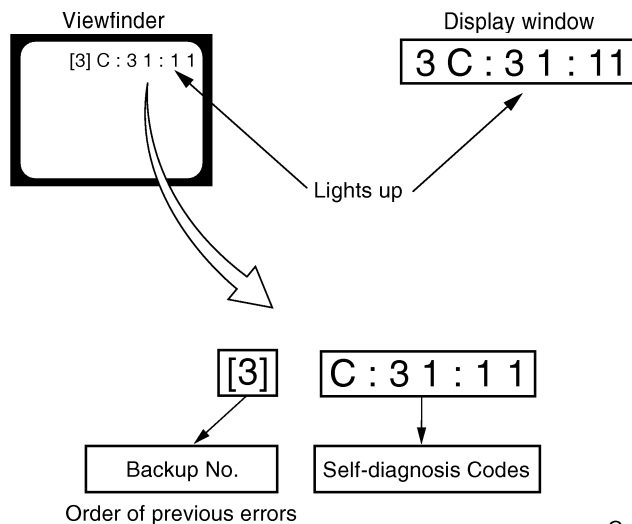 Viewfinder
Display window
[3] C : 3 1 : 1 1
3 C : 3 1 : 11
Lights up
[3]
C : 3 1 : 1 1
Backup No.
Self-diagnosis Codes
Order of previous errors